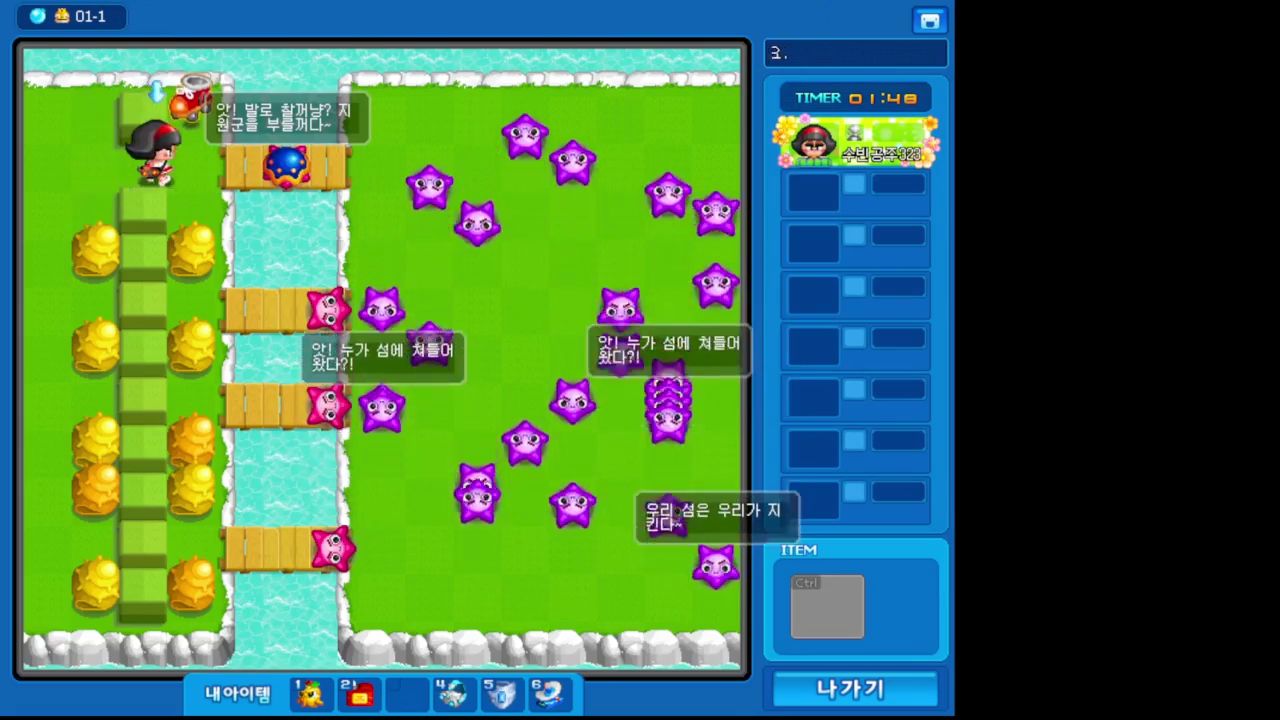 01-1
3.
TIMER 01:48
앗! 발로 찰꺼냥? 지
원군을 부를꺼다~
수빈공주323
앗! 누가 섬에 쳐들어
왔다?!
앗! 누가 섬에 쳐들어
왔다?!
우리 섬은 우리가 지
킨다~
ITEM
Ctrl
내아이템
1
2
4
5
6
나가기